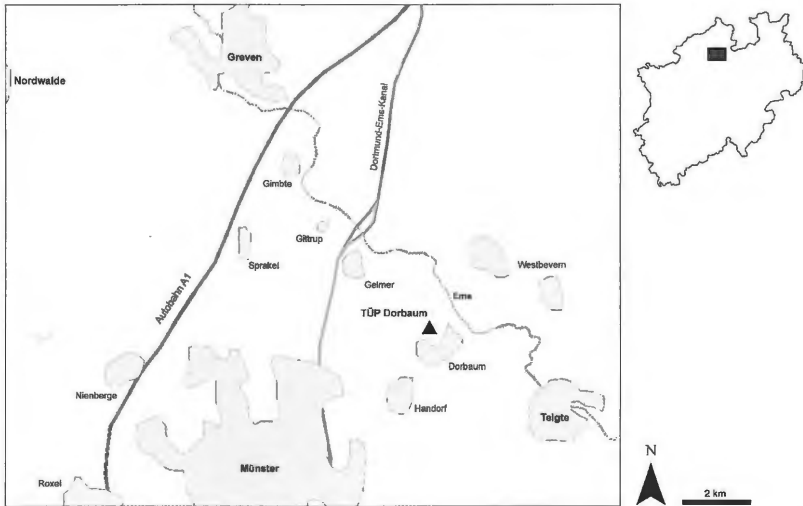 Greven
Nordwalde
Dortmund-Ems-Kanal
Gimbte
Gittrup
Sprakel
Autobahn A1
Gelmer
Westbevern
Ems
TÜP Dorbaum
Dorbaum
Nienberge
Handorf
Telgte
Münster
Roxel
N
2 km